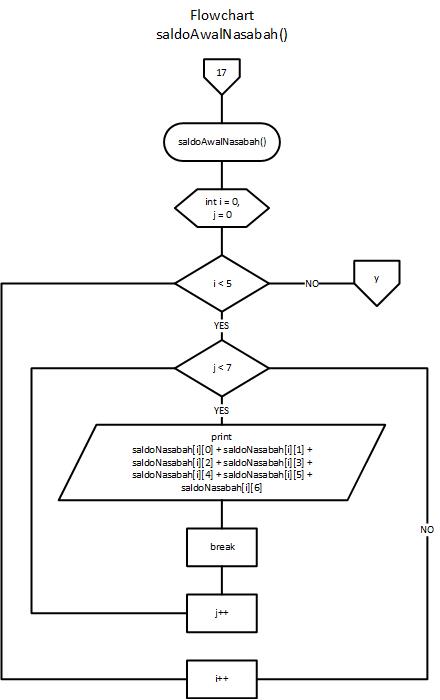 Flowchart
saldoAwalNasabah()
17
saldoAwalNasabah()
int i = 0,
j = 0
i < 5
NO
y
YES
j < 7
YES
print
saldoNasabah[i][0] + saldoNasabah[i][1] +
saldoNasabah[i][2] + saldoNasabah[i][3] +
saldoNasabah[i][4] + saldoNasabah[i][5] +
saldoNasabah[i][6]
NO
break
j++
i++